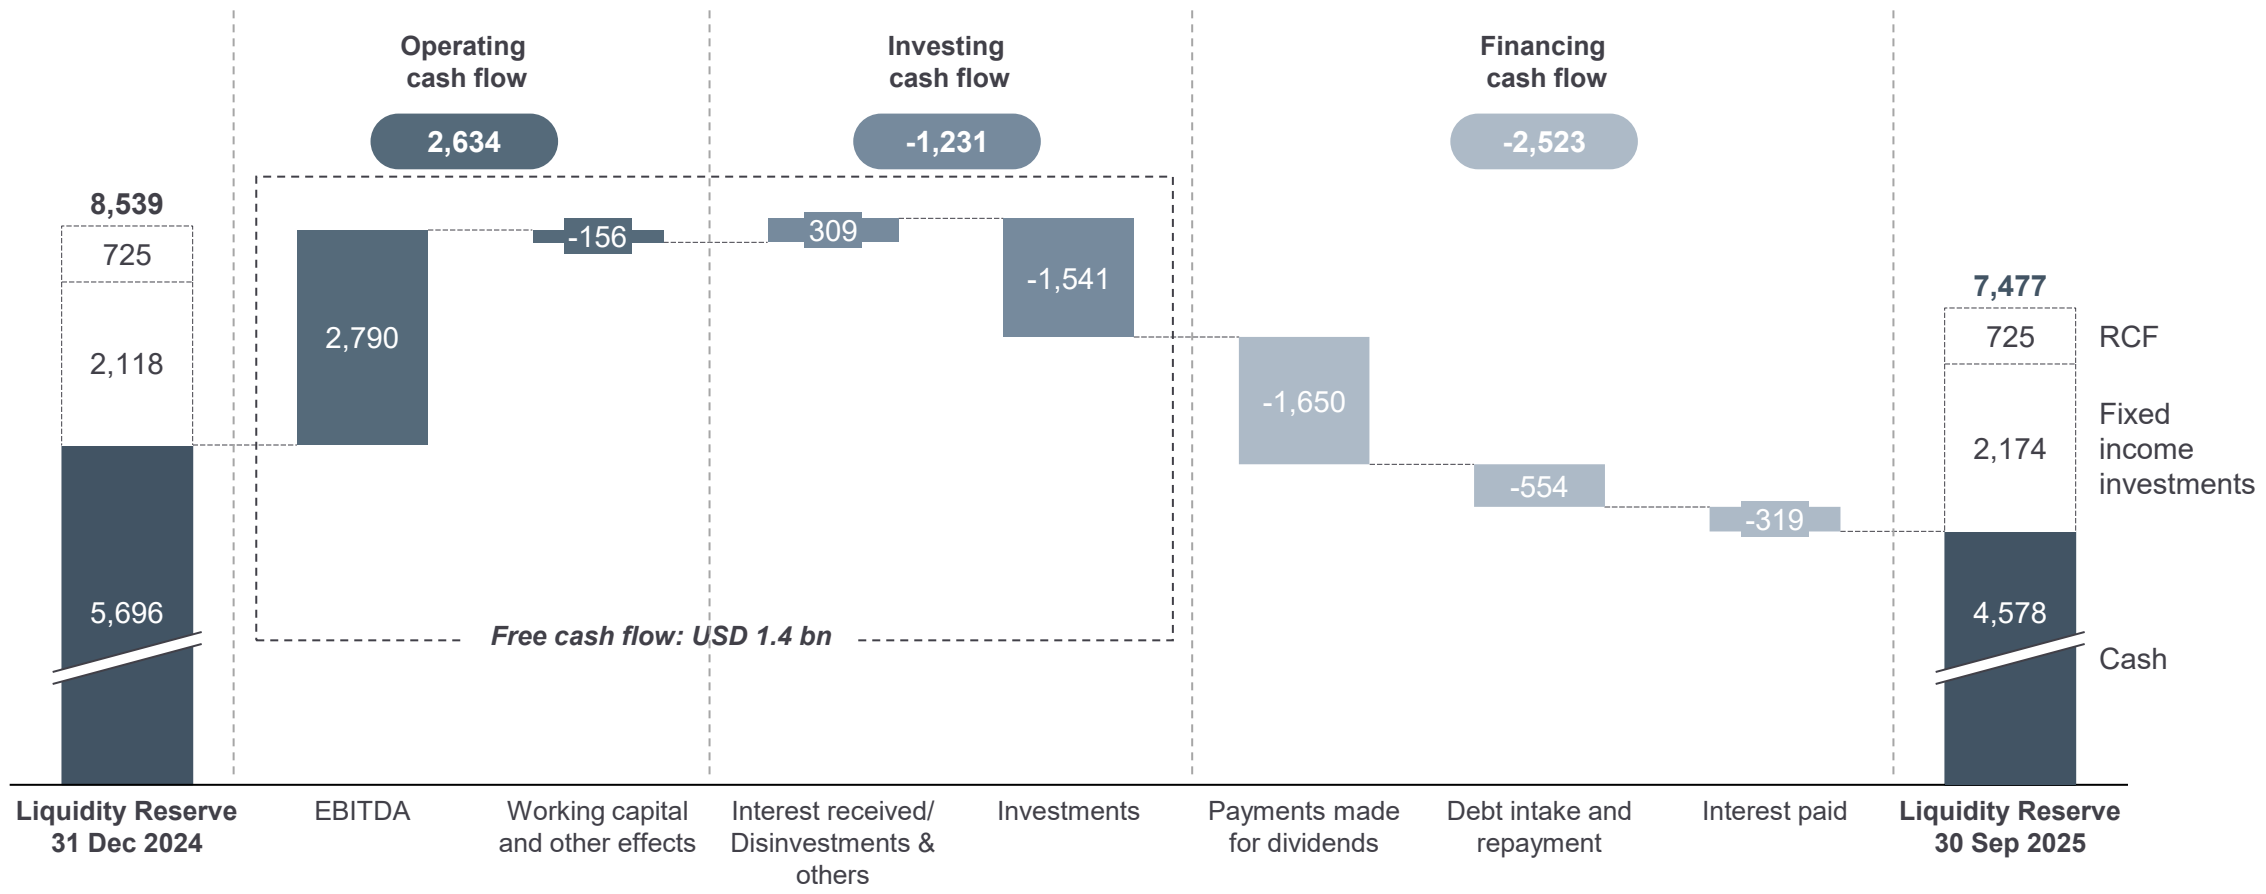 Operating
cash flow
2,634
Investing
cash flow
-1,231
Financing
cash flow
-2,523
8,539
725
2,118
5,696
2,790
-156
309
-1,541
-1,650
-554
-319
7,477
725
2,174
4,578
RCF
Fixed
income
investments
Cash
Free cash flow: USD 1.4 bn
Liquidity Reserve
31 Dec 2024
EBITDA
Working capital
and other effects
Interest received/
Disinvestments &
others
Investments
Payments made
for dividends
Debt intake and
repayment
Interest paid
Liquidity Reserve
30 Sep 2025